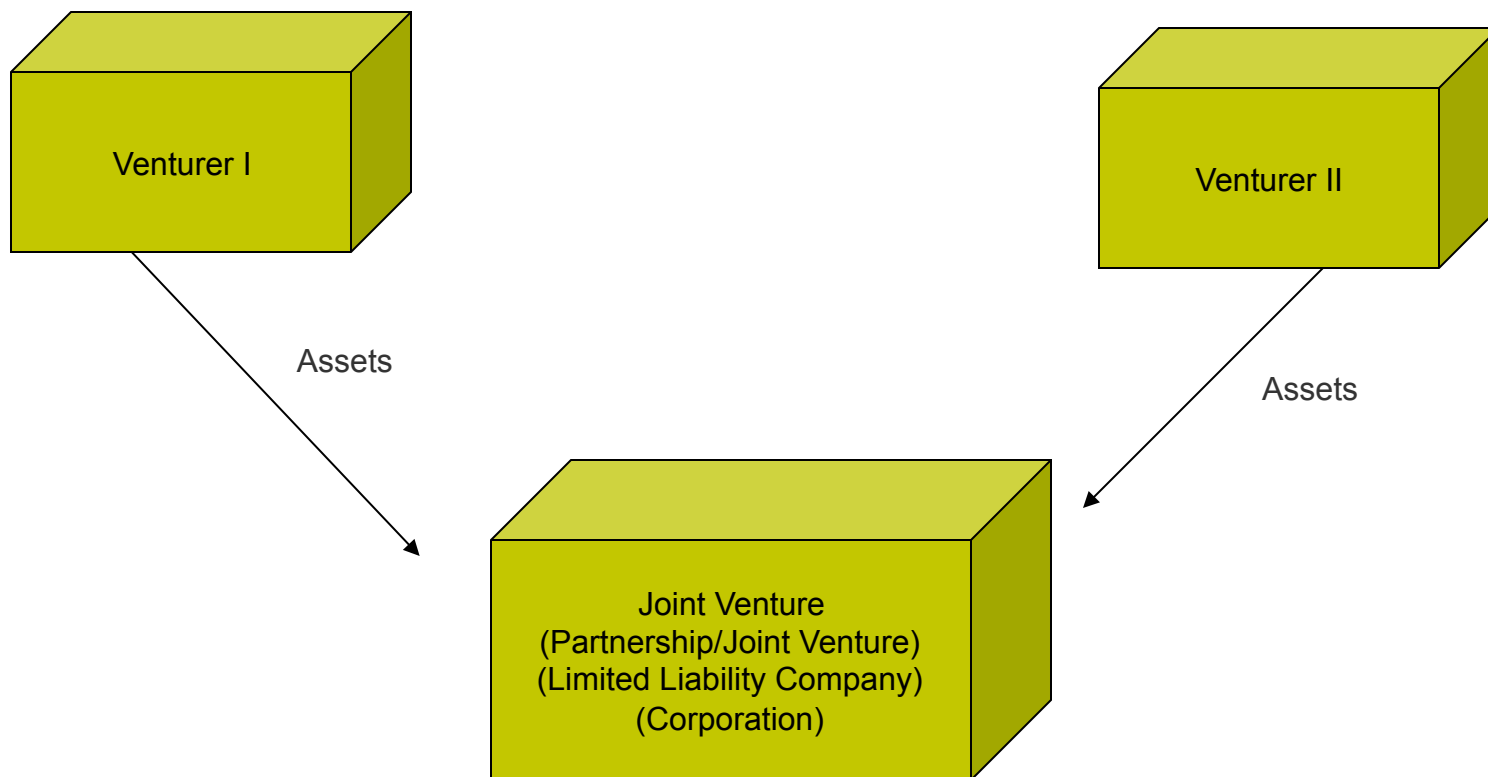 Venturer I
Venturer II
Assets
Assets
Joint Venture
(Partnership/Joint Venture)
(Limited Liability Company)
(Corporation)